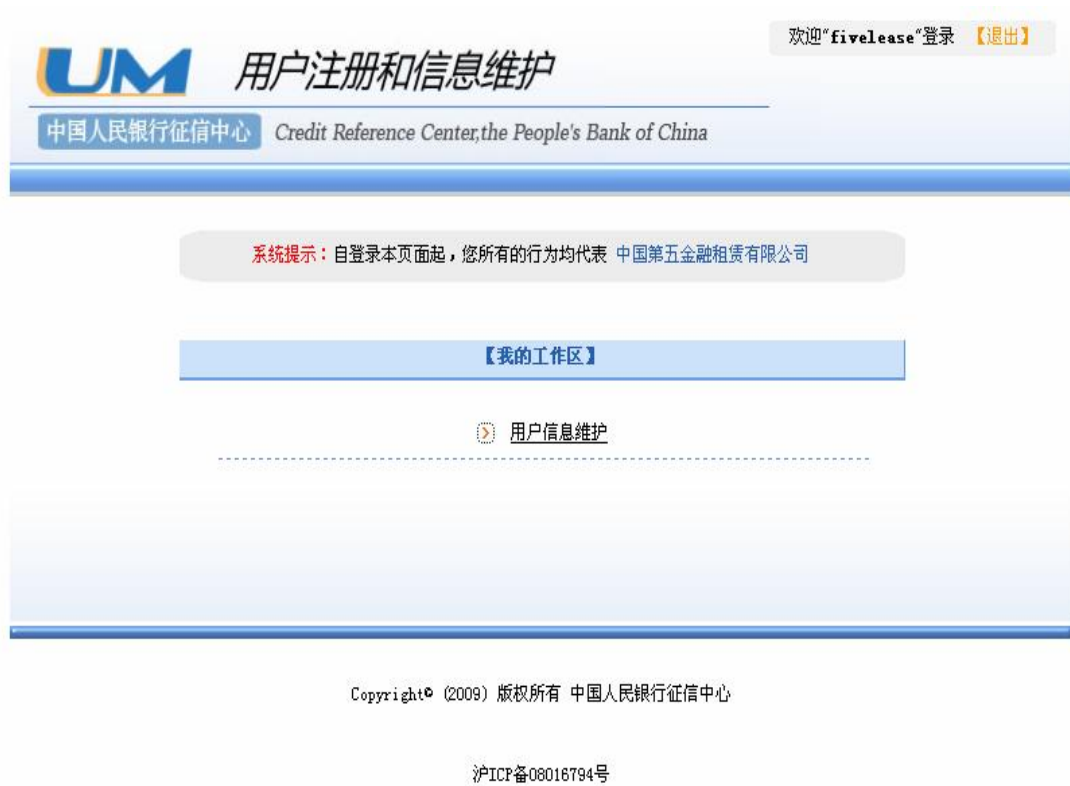 欢迎"fivelease"登录 【退出】
UM 用户注册和信息维护
中国人民银行征信中心 Credit Reference Center,the People's Bank of China
系统提示：自登录本页面起，您所有的行为均代表 中国第五金融租赁有限公司
【我的工作区】
用户信息维护
Copyright© (2009) 版权所有 中国人民银行征信中心
沪ICP备08016794号